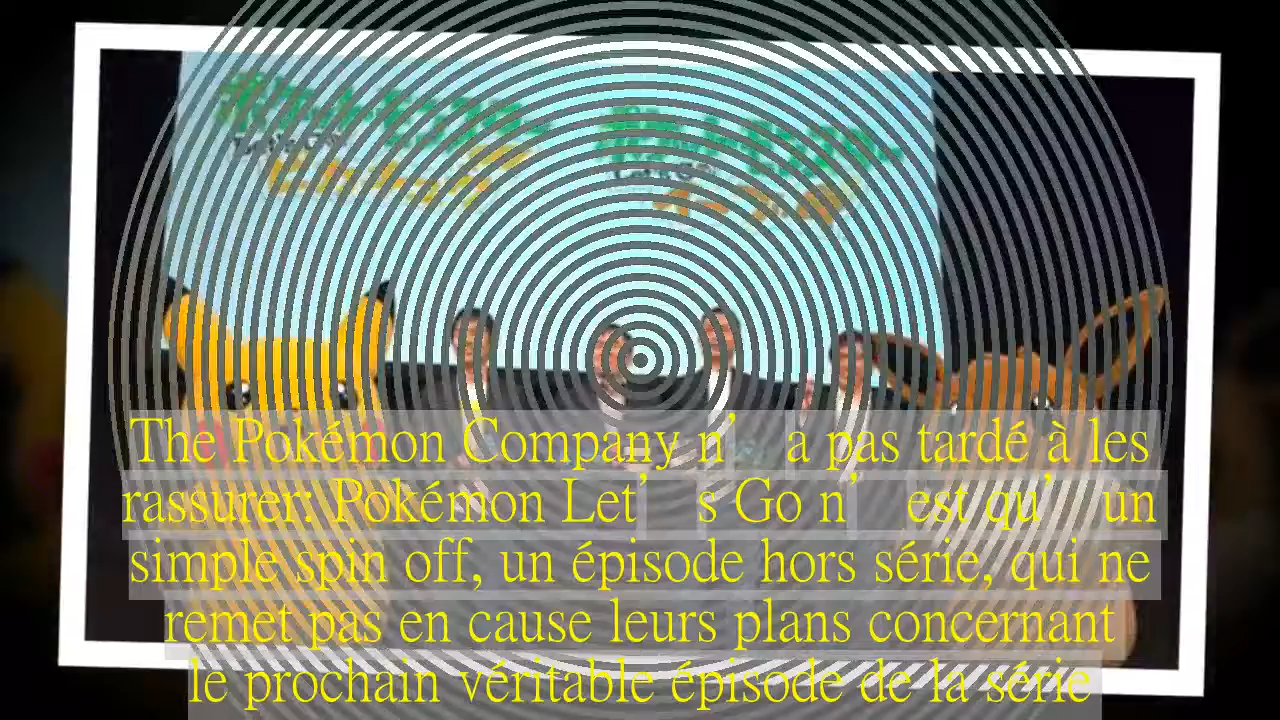 The Pokémon Company n’ a pas tardé à les
rassurer: Pokémon Let’ s Go n’ est qu’ un
simple spin off, un épisode hors série, qui ne
remet pas en cause leurs plans concernant
le prochain véritable épisode de la série